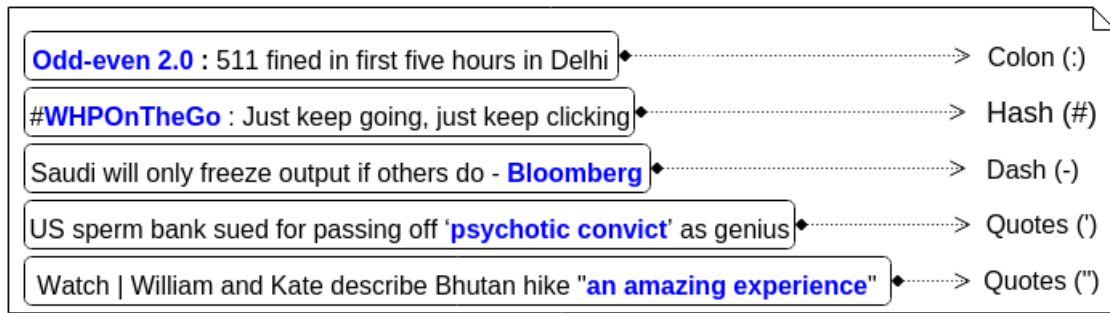 Odd-even 2.0 : 511 fined in first five hours in Delhi Colon (:)
#WHPOnTheGo : Just keep going, just keep clicking Hash (#)
Saudi will only freeze output if others do - Bloomberg Dash (-)
US sperm bank sued for passing off ‘psychotic convict’ as genius Quotes (')
Watch | William and Kate describe Bhutan hike "an amazing experience" Quotes (")